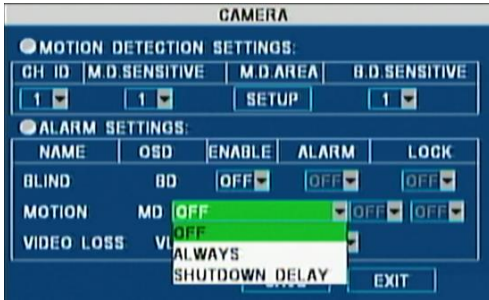 CAMERA
MOTION DETECTION SETTINGS:
CH ID M.D.SENSITIVE M.D.AREA B.D.SENSITIVE
1 1 SETUP 1
ALARM SETTINGS:
NAME OSD ENABLE ALARM LOCK
BLIND BD OFF OFF OFF
MOTION MD OFF OFF OFF
OFF
VIDEO LOSS
ALWAYS
SHUTDOWN DELAY
EXIT